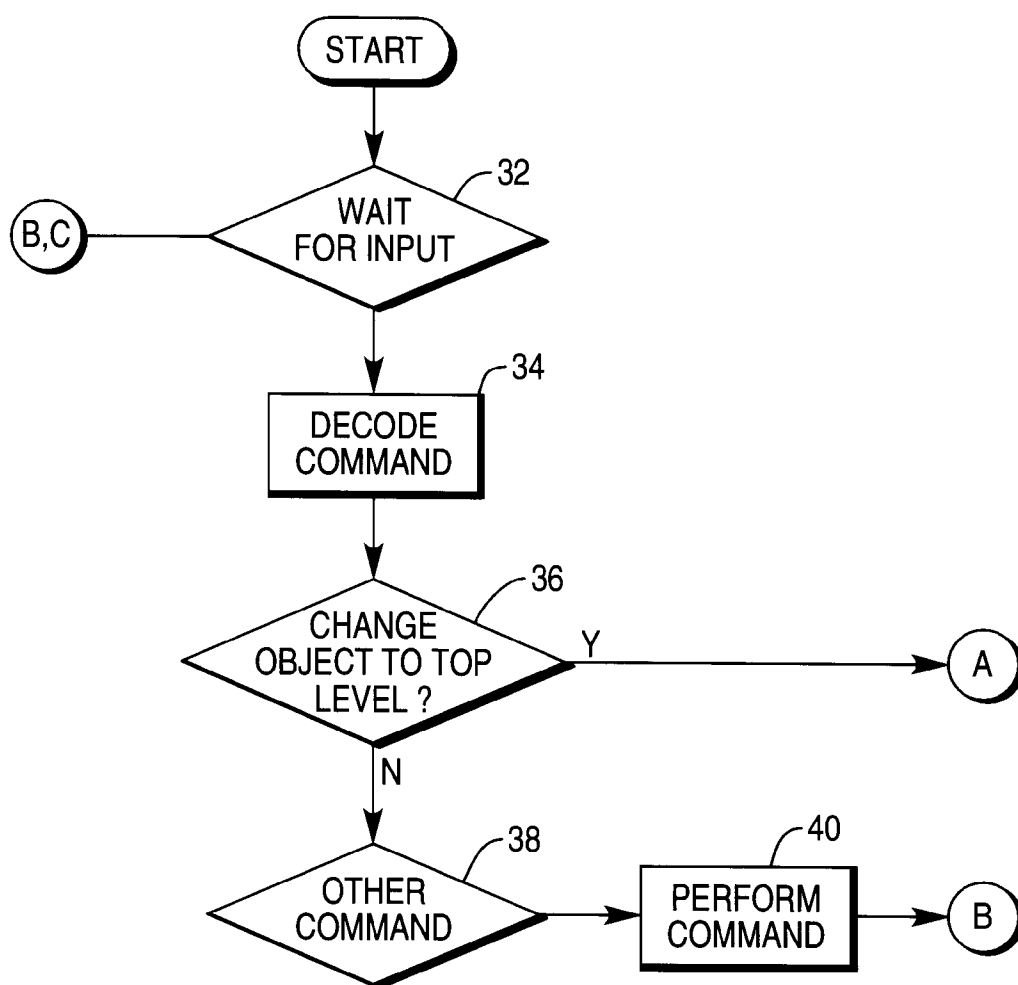 START
32
WAIT
FOR INPUT
B,C
34
DECODE
COMMAND
36
CHANGE
OBJECT TO TOP
LEVEL ?
Y
A
N
38
OTHER
COMMAND
40
PERFORM
COMMAND
B